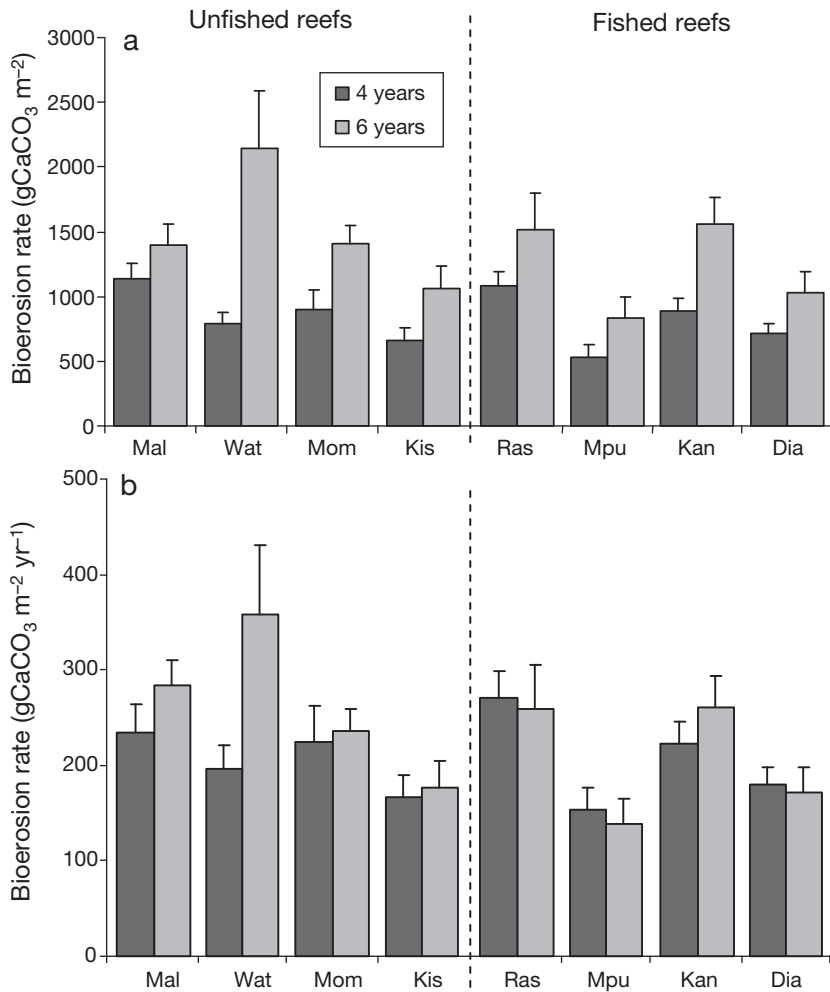 Unfished reefs
Fished reefs
a
4 years
6 years
Bioerosion rate (gCaCO₃ m⁻²)
3000
2500
2000
1500
1000
500
0
Mal Wat Mom Kis Ras Mpu Kan Dia
b
Bioerosion rate (gCaCO₃ m⁻² yr⁻¹)
500
400
300
200
100
0
Mal Wat Mom Kis Ras Mpu Kan Dia